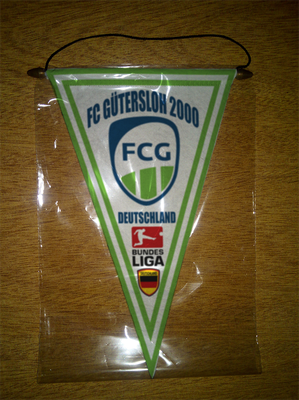 FC GÜTERSLOH 2000
FCG
DEUTSCHLAND
BUNDES
LIGA